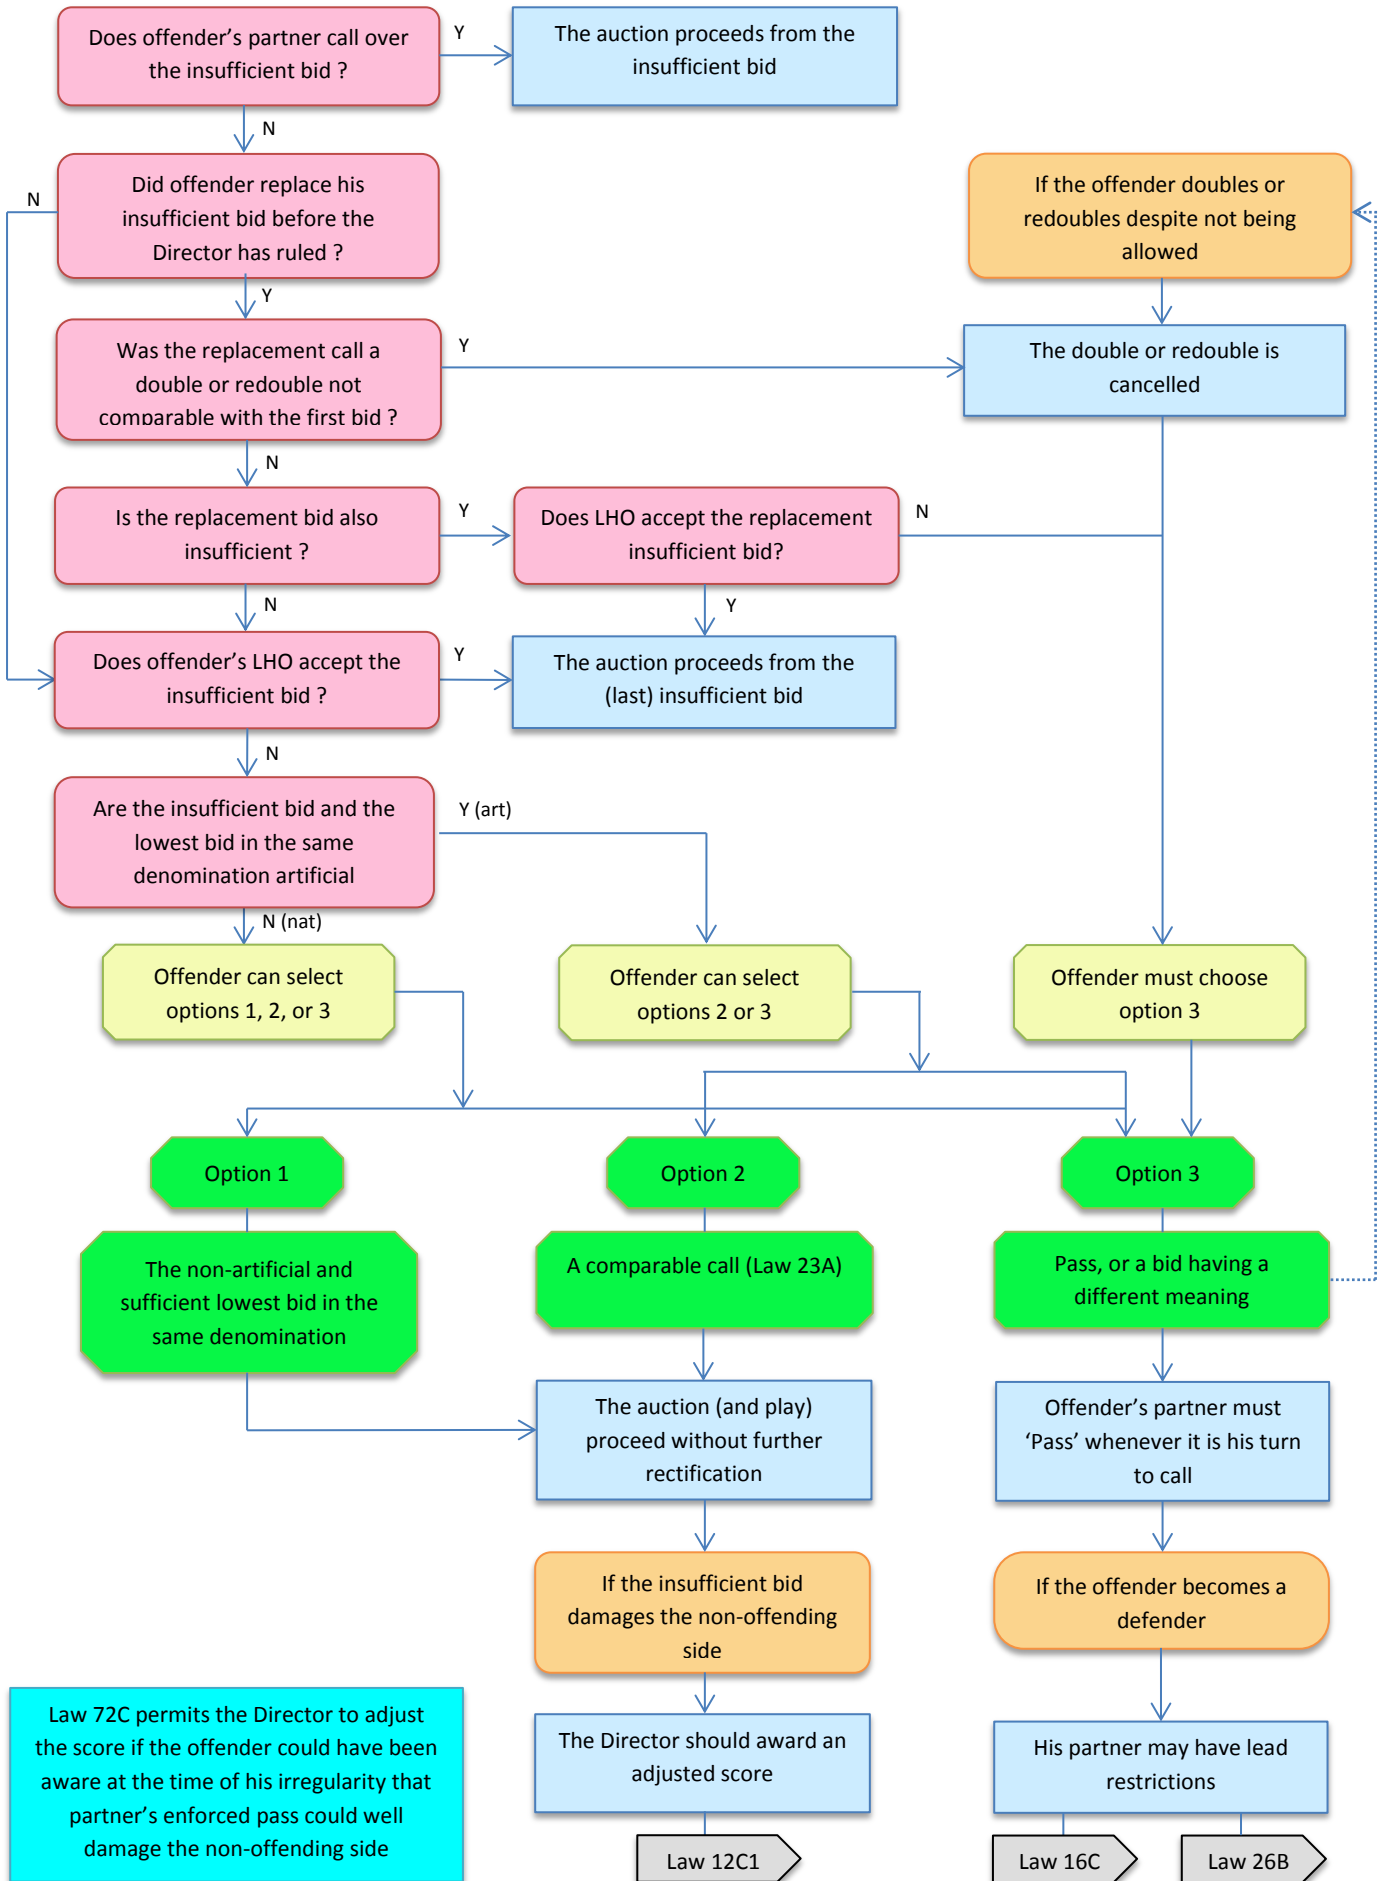 Does offender’s partner call over
the insufficient bid ?
Y
The auction proceeds from the
insufficient bid
N
Did offender replace his
insufficient bid before the
Director has ruled ?
N
If the offender doubles or
redoubles despite not being
allowed
Y
Was the replacement call a
double or redouble not
comparable with the first bid ?
Y
The double or redouble is
cancelled
N
Is the replacement bid also
insufficient ?
Y
Does LHO accept the replacement
insufficient bid?
N
N
Y
Does offender’s LHO accept the
insufficient bid ?
Y
The auction proceeds from the
(last) insufficient bid
N
Are the insufficient bid and the
lowest bid in the same
denomination artificial
Y (art)
N (nat)
Offender can select
options 1, 2, or 3
Offender can select
options 2 or 3
Offender must choose
option 3
Option 1
Option 2
Option 3
The non-artificial and
sufficient lowest bid in the
same denomination
A comparable call (Law 23A)
Pass, or a bid having a
different meaning
The auction (and play)
proceed without further
rectification
Offender’s partner must
‘Pass’ whenever it is his turn
to call
If the insufficient bid
damages the non-offending
side
If the offender becomes a
defender
Law 72C permits the Director to adjust
the score if the offender could have been
aware at the time of his irregularity that
partner’s enforced pass could well
damage the non-offending side
The Director should award an
adjusted score
His partner may have lead
restrictions
Law 12C1
Law 16C
Law 26B